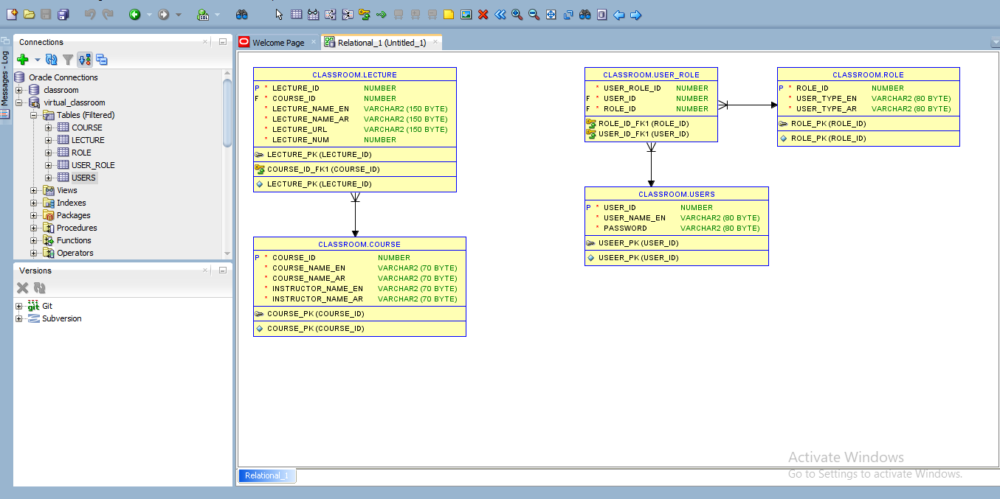 Messages - Log
Connections
Oracle Connections
classroom
virtual_classroom
Tables (Filtered)
COURSE
LECTURE
ROLE
USER_ROLE
USERS
Views
Indexes
Packages
Procedures
Functions
Operators
Versions
Git
Subversion
Welcome Page
Relational_1 (Untitled_1)
CLASSROOM.LECTURE
P * LECTURE_ID NUMBER
F * COURSE_ID NUMBER
* LECTURE_NAME_EN VARCHAR2 (150 BYTE)
* LECTURE_NAME_AR VARCHAR2 (150 BYTE)
* LECTURE_URL VARCHAR2 (150 BYTE)
* LECTURE_NUM NUMBER
LECTURE_PK (LECTURE_ID)
COURSE_ID_FK1 (COURSE_ID)
LECTURE_PK (LECTURE_ID)
CLASSROOM.COURSE
P * COURSE_ID NUMBER
* COURSE_NAME_EN VARCHAR2 (70 BYTE)
* COURSE_NAME_AR VARCHAR2 (70 BYTE)
* INSTRUCTOR_NAME_EN VARCHAR2 (70 BYTE)
* INSTRUCTOR_NAME_AR VARCHAR2 (70 BYTE)
COURSE_PK (COURSE_ID)
COURSE_PK (COURSE_ID)
CLASSROOM.USER_ROLE
* USER_ROLE_ID NUMBER
F * USER_ID NUMBER
F * ROLE_ID NUMBER
ROLE_ID_FK1 (ROLE_ID)
USER_ID_FK1 (USER_ID)
CLASSROOM.ROLE
P * ROLE_ID NUMBER
* USER_TYPE_EN VARCHAR2 (80 BYTE)
* USER_TYPE_AR VARCHAR2 (80 BYTE)
ROLE_PK (ROLE_ID)
ROLE_PK (ROLE_ID)
CLASSROOM.USERS
P * USER_ID NUMBER
* USER_NAME_EN VARCHAR2 (80 BYTE)
* PASSWORD VARCHAR2 (80 BYTE)
USEER_PK (USER_ID)
USEER_PK (USER_ID)
Relational_1
Activate Windows
Go to Settings to activate Windows.